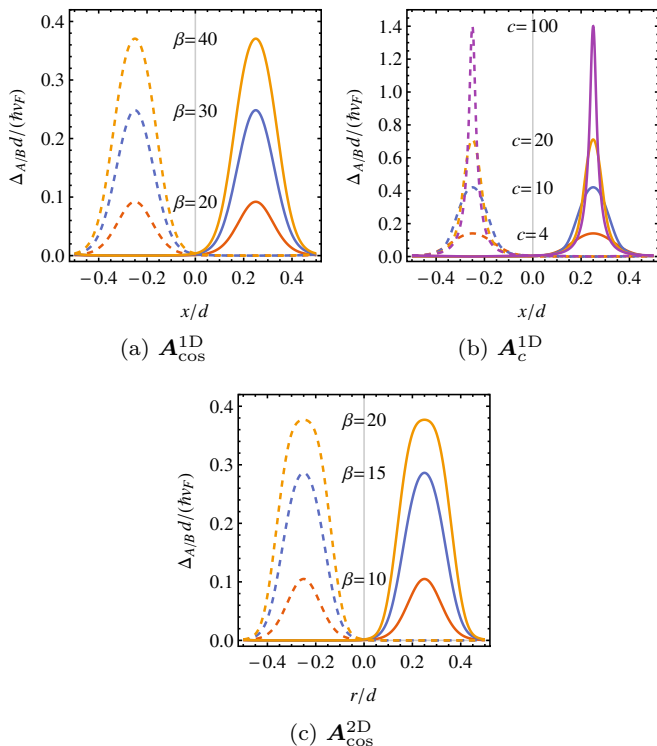 β=40
β=30
β=20
0.4
0.3
0.2
0.1
0.0
Δ_{A/B} d/(ℏv_F)
−0.4 −0.2 0.0 0.2 0.4
x/d
(a) A_{cos}^{1D}
c=100
c=20
c=10
c=4
1.4
1.2
1.0
0.8
0.6
0.4
0.2
0.0
Δ_{A/B} d/(ℏv_F)
−0.4 −0.2 0.0 0.2 0.4
x/d
(b) A_c^{1D}
β=20
β=15
β=10
0.4
0.3
0.2
0.1
0.0
Δ_{A/B} d/(ℏv_F)
−0.4 −0.2 0.0 0.2 0.4
r/d
(c) A_{cos}^{2D}